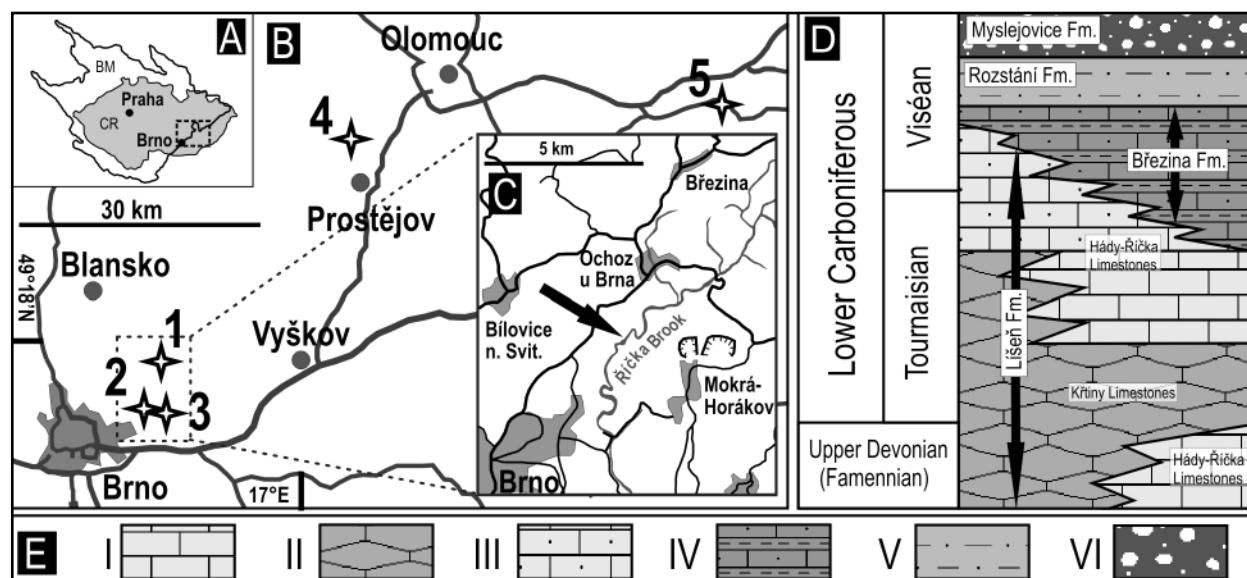 A
BM
Praha
CR
Brno
B
Olomouc
5
4
30 km
Prostějov
49°18'N
Blansko
1
2
3
Vyškov
Brno
17°E
C
5 km
Březina
Ochoz
u Brna
Bílovice
n. Svit.
Říčka Brook
Mokrá-
Horákov
Brno
D
Lower Carboniferous
Viséan
Tournaisian
Upper Devonian
(Famennian)
Myslejovice Fm.
Rozstání Fm.
Březina Fm.
Hády-Říčka
Limestones
Líšeň Fm.
Křtiny Limestones
Hády-Říčka
Limestones
E
I
II
III
IV
V
VI